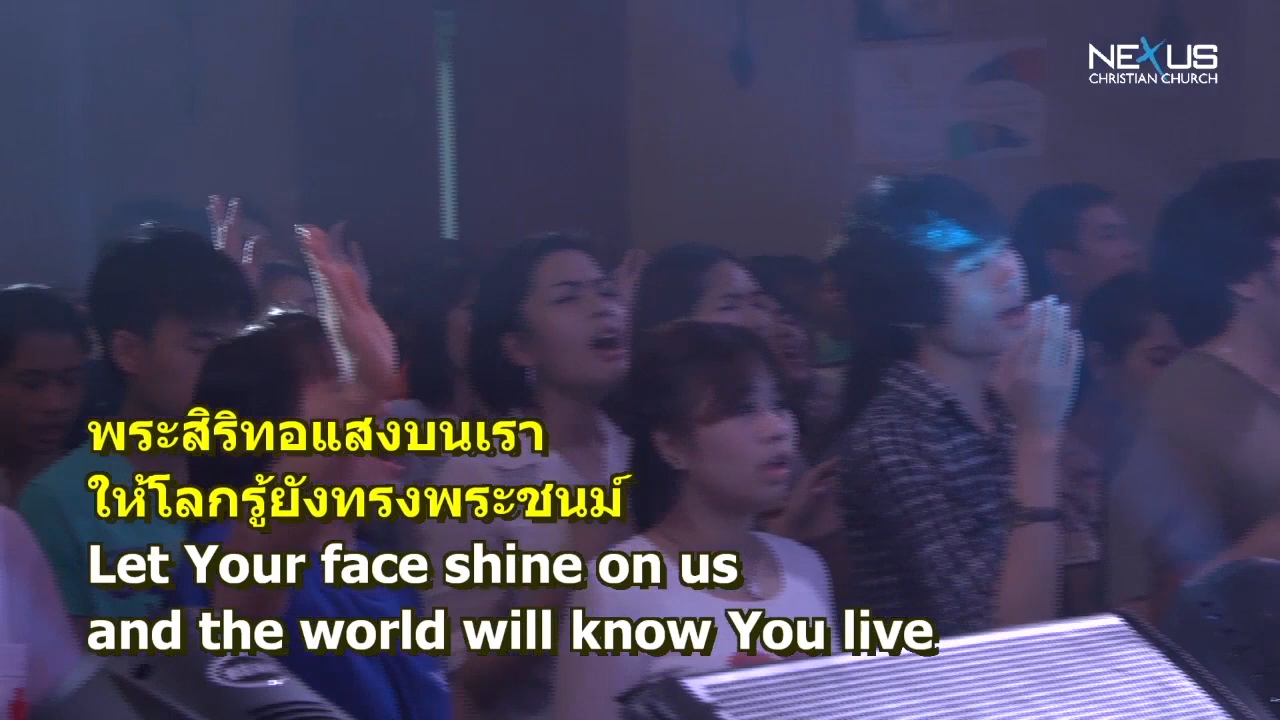 NEXUS
CHRISTIAN CHURCH
พระสิริทอแสงบนเรา
ให้โลกรู้ยังทรงพระชนม์
Let Your face shine on us
and the world will know You live